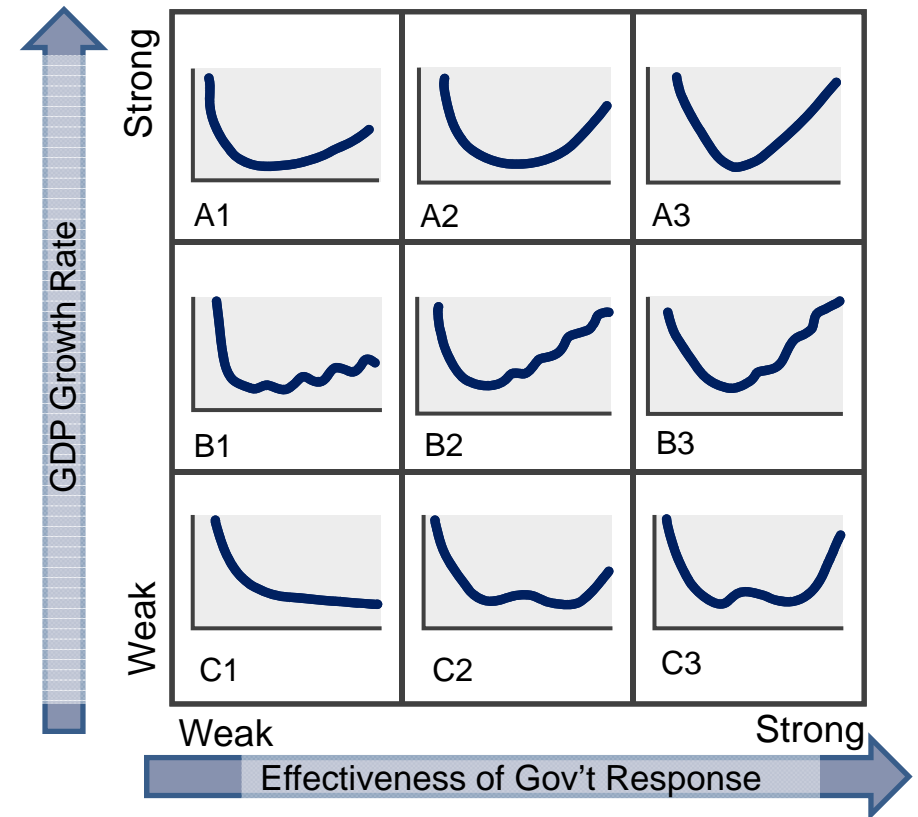 Strong
GDP Growth Rate
Weak
A1
A2
A3
B1
B2
B3
C1
C2
C3
Weak
Strong
Effectiveness of Gov't Response